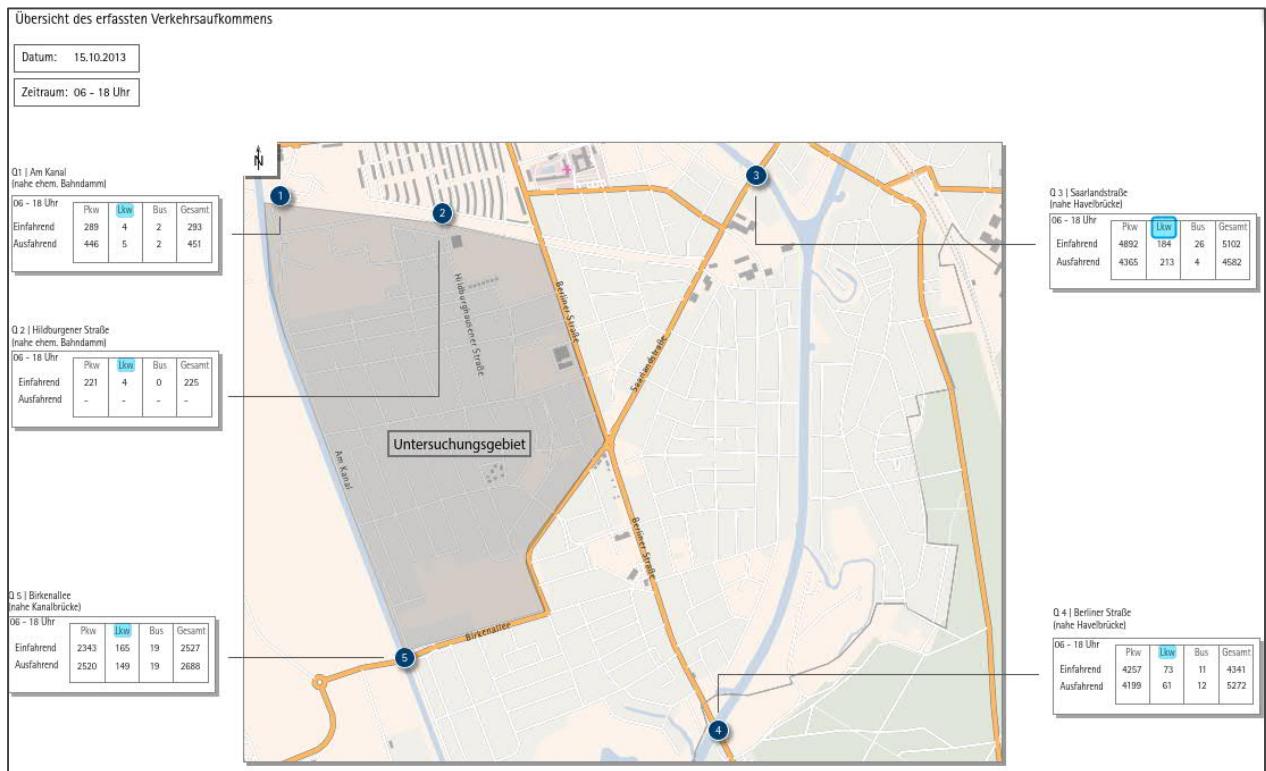 Übersicht des erfassten Verkehrsaufkommens
Datum: 15.10.2013
Zeitraum: 06 - 18 Uhr
Q1 | Am Kanal
(nahe ehem. Bahndamm)
06 - 18 Uhr Pkw Lkw Bus Gesamt
Einfahrend 289 4 2 293
Ausfahrend 446 5 2 451
Q 2 | Hildburgener Straße
(nahe ehem. Bahndamm)
06 - 18 Uhr Pkw Lkw Bus Gesamt
Einfahrend 221 4 0 225
Ausfahrend - - - -
Q 5 | Birkenallee
(nahe Kanalbrücke)
06 - 18 Uhr Pkw Lkw Bus Gesamt
Einfahrend 2343 165 19 2527
Ausfahrend 2520 149 19 2688
N
1
2
3
Hildburghausener Straße
Berliner Straße
Saarlandstraße
Untersuchungsgebiet
Am Kanal
Berliner Straße
Birkenallee
5
4
Q 3 | Saarlandstraße
(nahe Havelbrücke)
06 - 18 Uhr Pkw Lkw Bus Gesamt
Einfahrend 4892 184 26 5102
Ausfahrend 4365 213 4 4582
Q 4 | Berliner Straße
(nahe Havelbrücke)
06 - 18 Uhr Pkw Lkw Bus Gesamt
Einfahrend 4257 73 11 4341
Ausfahrend 4199 61 12 5272